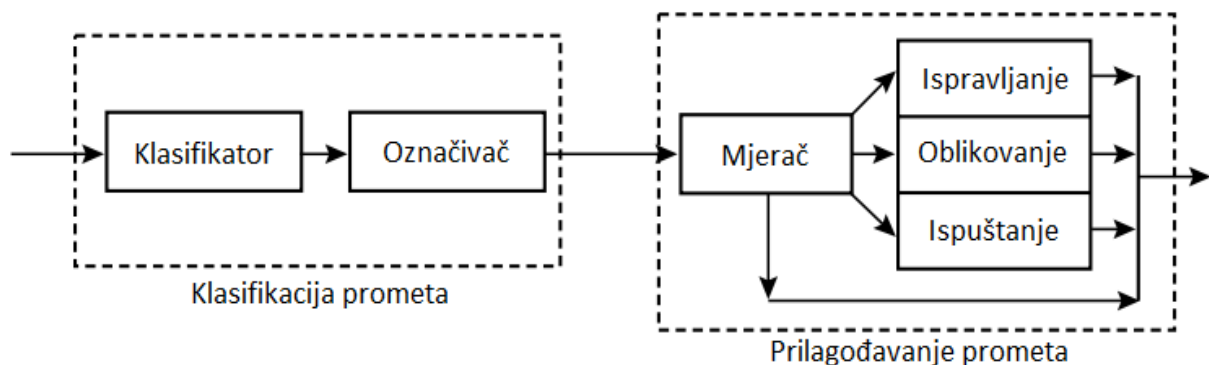 Klasifikator
Označivač
Klasifikacija prometa
Mjerač
Ispravljanje
Oblikovanje
Ispuštanje
Prilagođavanje prometa